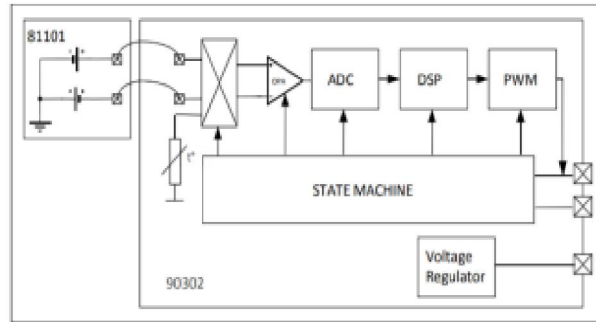 81101
OPA
ADC
DSP
PWM
t°
STATE MACHINE
Voltage
Regulator
90302